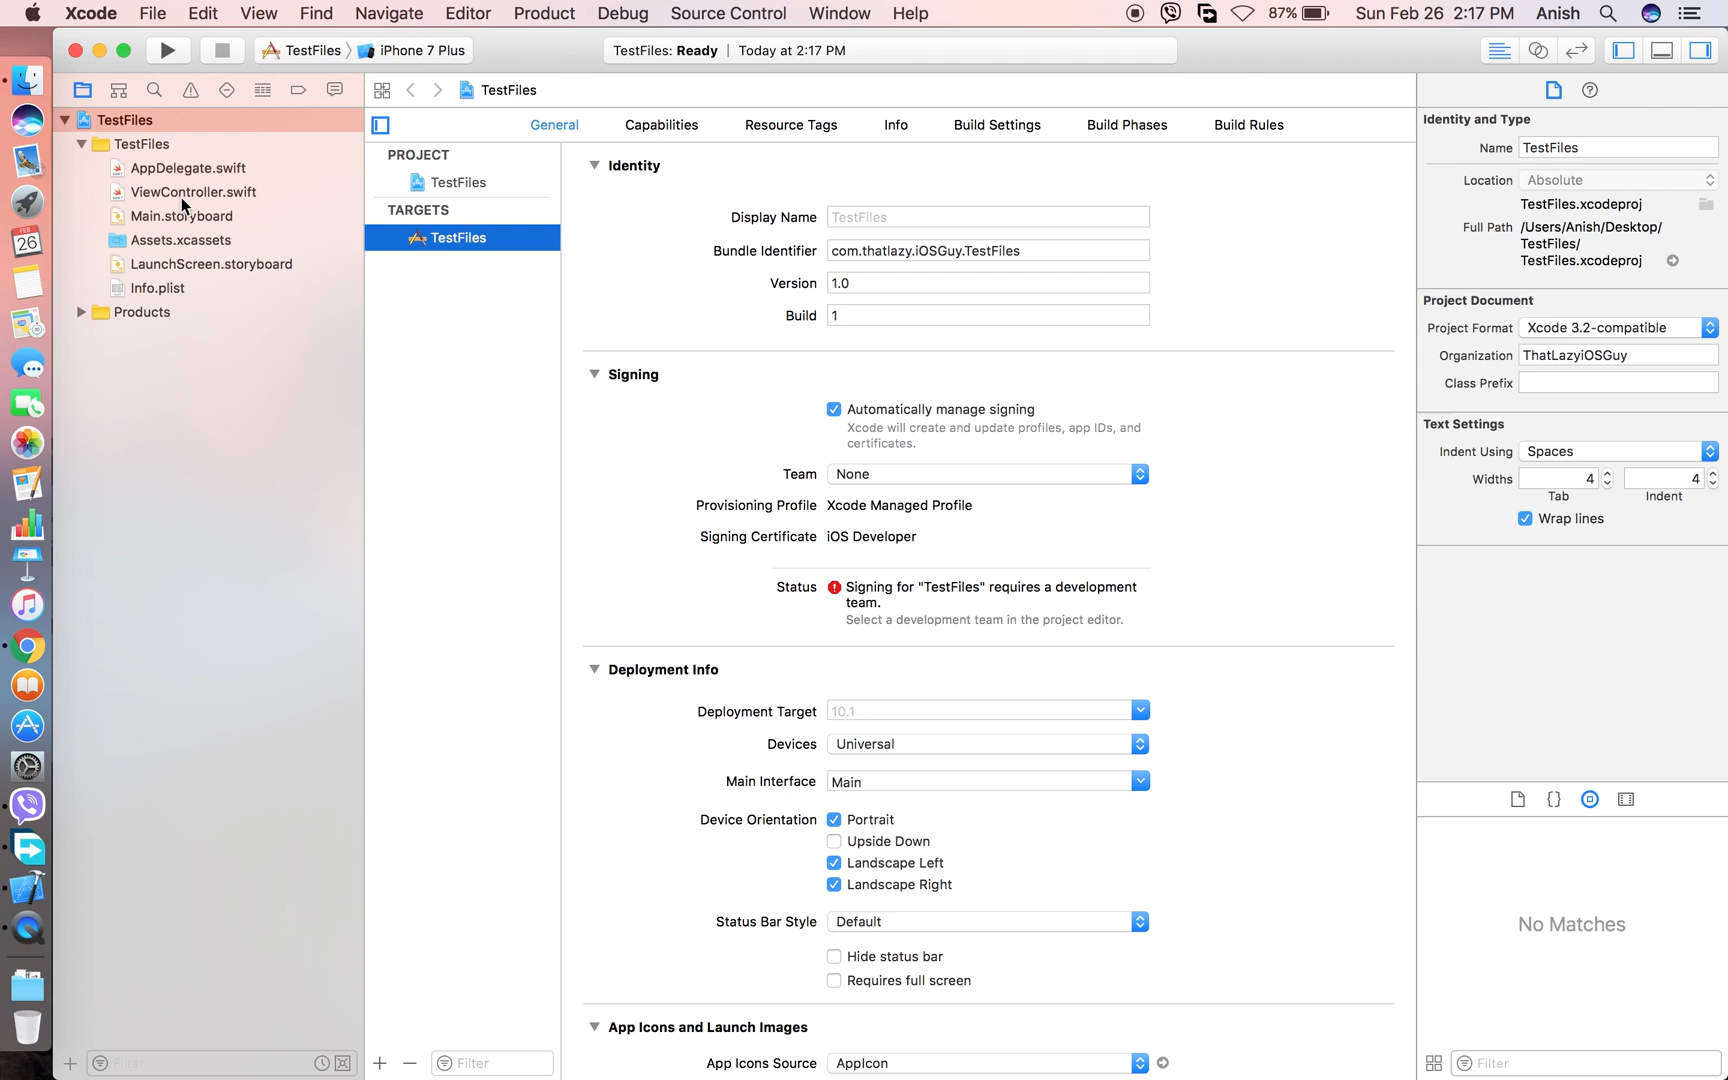 Xcode File Edit View Find Navigate Editor Product Debug Source Control Window Help 87% Sun Feb 26 2:17 PM Anish
TestFiles iPhone 7 Plus
TestFiles: Ready | Today at 2:17 PM
TestFiles
TestFiles
TestFiles
AppDelegate.swift
ViewController.swift
Main.storyboard
Assets.xcassets
LaunchScreen.storyboard
Info.plist
Products
Filter
General Capabilities Resource Tags Info Build Settings Build Phases Build Rules
PROJECT
TestFiles
TARGETS
TestFiles
Filter
Identity
Display Name TestFiles
Bundle Identifier com.thatlazy.iOSGuy.TestFiles
Version 1.0
Build 1
Signing
Automatically manage signing
Xcode will create and update profiles, app IDs, and
certificates.
Team None
Provisioning Profile Xcode Managed Profile
Signing Certificate iOS Developer
Status Signing for "TestFiles" requires a development
team.
Select a development team in the project editor.
Deployment Info
Deployment Target 10.1
Devices Universal
Main Interface Main
Device Orientation Portrait
Upside Down
Landscape Left
Landscape Right
Status Bar Style Default
Hide status bar
Requires full screen
App Icons and Launch Images
App Icons Source AppIcon
Identity and Type
Name TestFiles
Location Absolute
TestFiles.xcodeproj
Full Path /Users/Anish/Desktop/
TestFiles/
TestFiles.xcodeproj
Project Document
Project Format Xcode 3.2-compatible
Organization ThatLazyiOSGuy
Class Prefix
Text Settings
Indent Using Spaces
Widths 4 4
Tab Indent
Wrap lines
No Matches
Filter
FEB
26